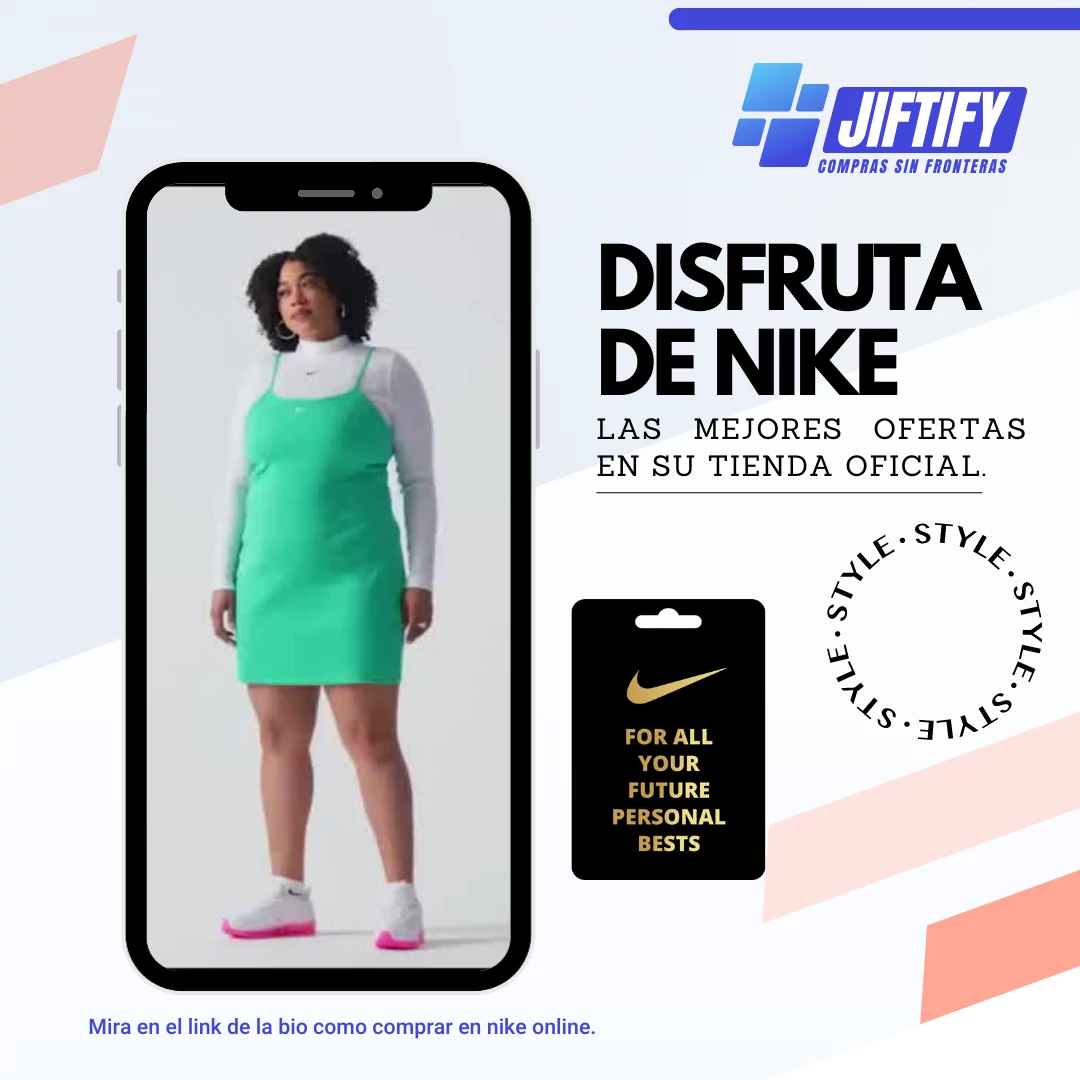 JIFTIFY
COMPRAS SIN FRONTERAS
DISFRUTA
DE NIKE
LAS MEJORES OFERTAS
EN SU TIENDA OFICIAL.
STYLE · STYLE · STYLE · STYLE · STYLE · STYLE ·
FOR ALL
YOUR
FUTURE
PERSONAL
BESTS
Mira en el link de la bio como comprar en nike online.